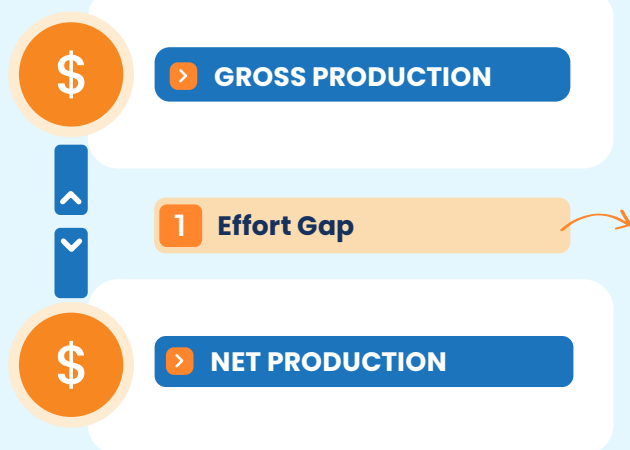 $
GROSS PRODUCTION
1 Effort Gap
$
NET PRODUCTION